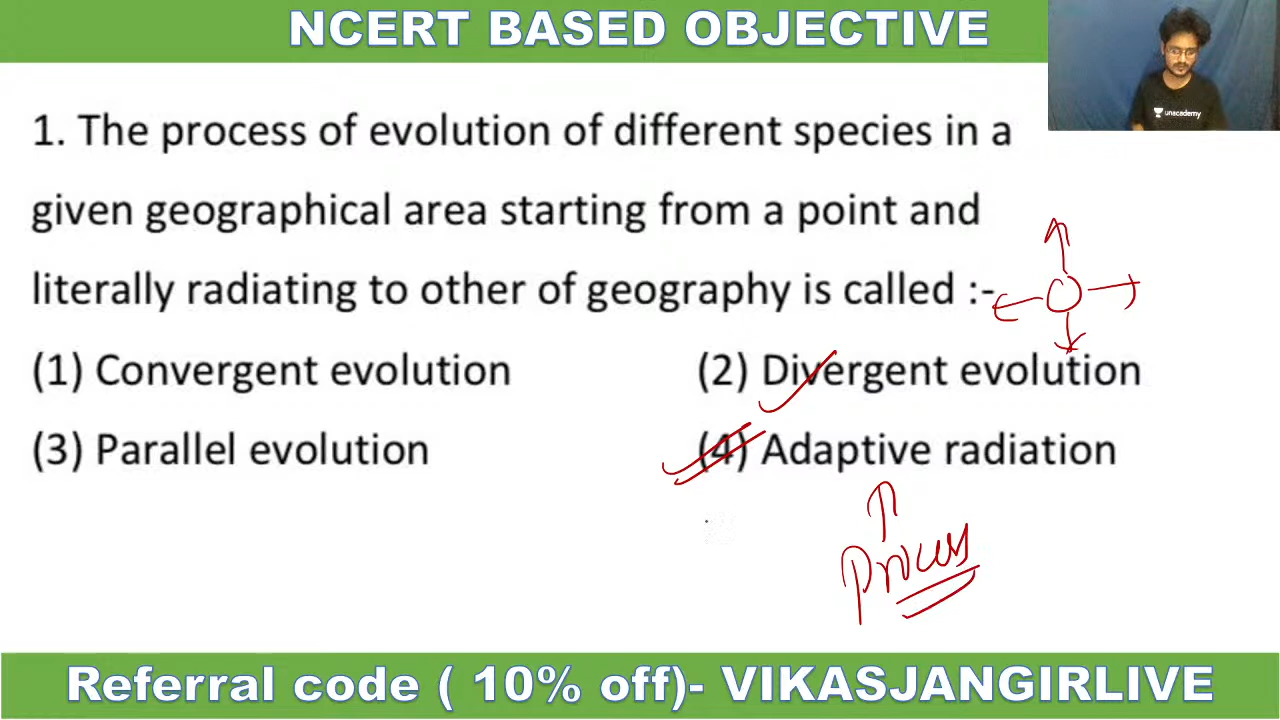 NCERT BASED OBJECTIVE
unacademy
1. The process of evolution of different species in a
given geographical area starting from a point and
literally radiating to other of geography is called :-
(1) Convergent evolution (2) Divergent evolution
(3) Parallel evolution (4) Adaptive radiation
Process
Referral code ( 10% off)- VIKASJANGIRLIVE